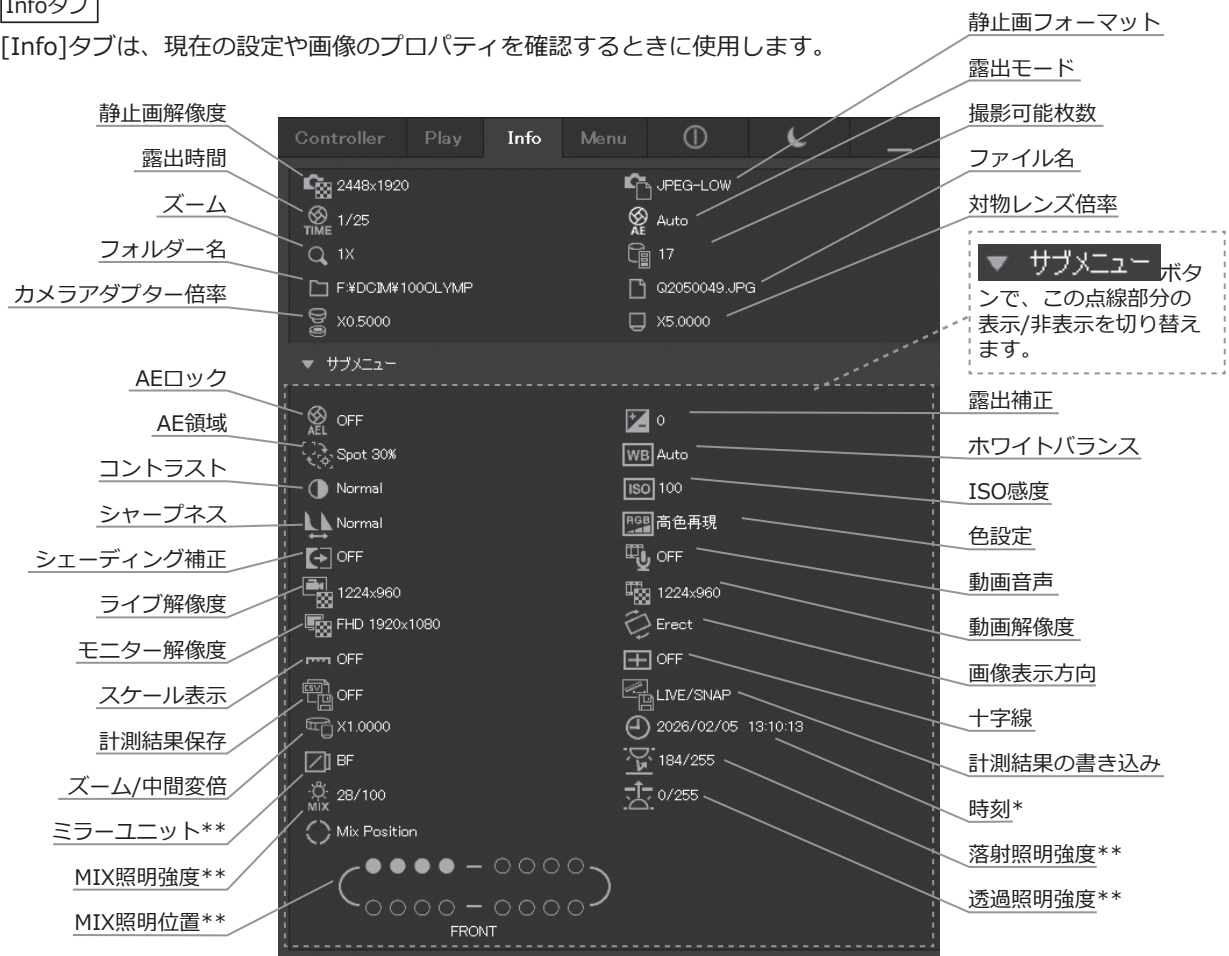 Infoタブ
[Info]タブは、現在の設定や画像のプロパティを確認するときに使用します。
静止画解像度
露出時間
ズーム
フォルダー名
カメラアダプター倍率
AEロック
AE領域
コントラスト
シャープネス
シェーディング補正
ライブ解像度
モニター解像度
スケール表示
計測結果保存
ズーム/中間変倍
ミラーユニット**
MIX照明強度**
MIX照明位置**
Controller Play Info Menu
2448x1920 JPEG-LOW
TIME 1/25 AE Auto
1X 17
F:¥DCIM¥100OLYMP Q2050049.JPG
X0.5000 X5.0000
▼ サブメニュー
AEL OFF 0
Spot 30% WB Auto
Normal ISO 100
Normal RGB 高色再現
OFF OFF
1224x960 1224x960
FHD 1920x1080 Erect
OFF OFF
CSV OFF LIVE/SNAP
X1.0000 2026/02/05 13:10:13
BF 184/255
MIX 28/100 0/255
Mix Position
FRONT
静止画フォーマット
露出モード
撮影可能枚数
ファイル名
対物レンズ倍率
▼ サブメニュー ボタ
ンで、この点線部分の
表示/非表示を切り替え
ます。
露出補正
ホワイトバランス
ISO感度
色設定
動画音声
動画解像度
画像表示方向
十字線
計測結果の書き込み
時刻*
落射照明強度**
透過照明強度**